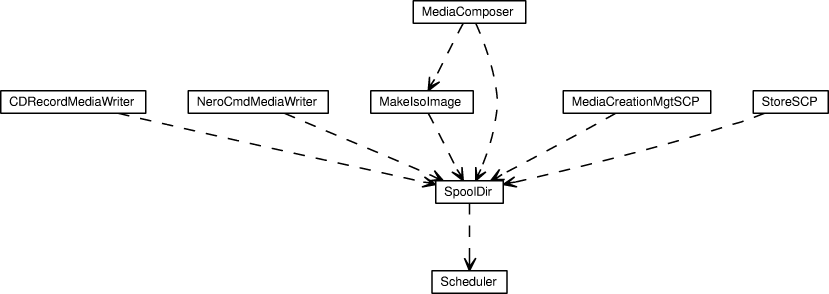 MediaComposer
CDRecordMediaWriter
NeroCmdMediaWriter
MakeIsoImage
MediaCreationMgtSCP
StoreSCP
SpoolDir
Scheduler